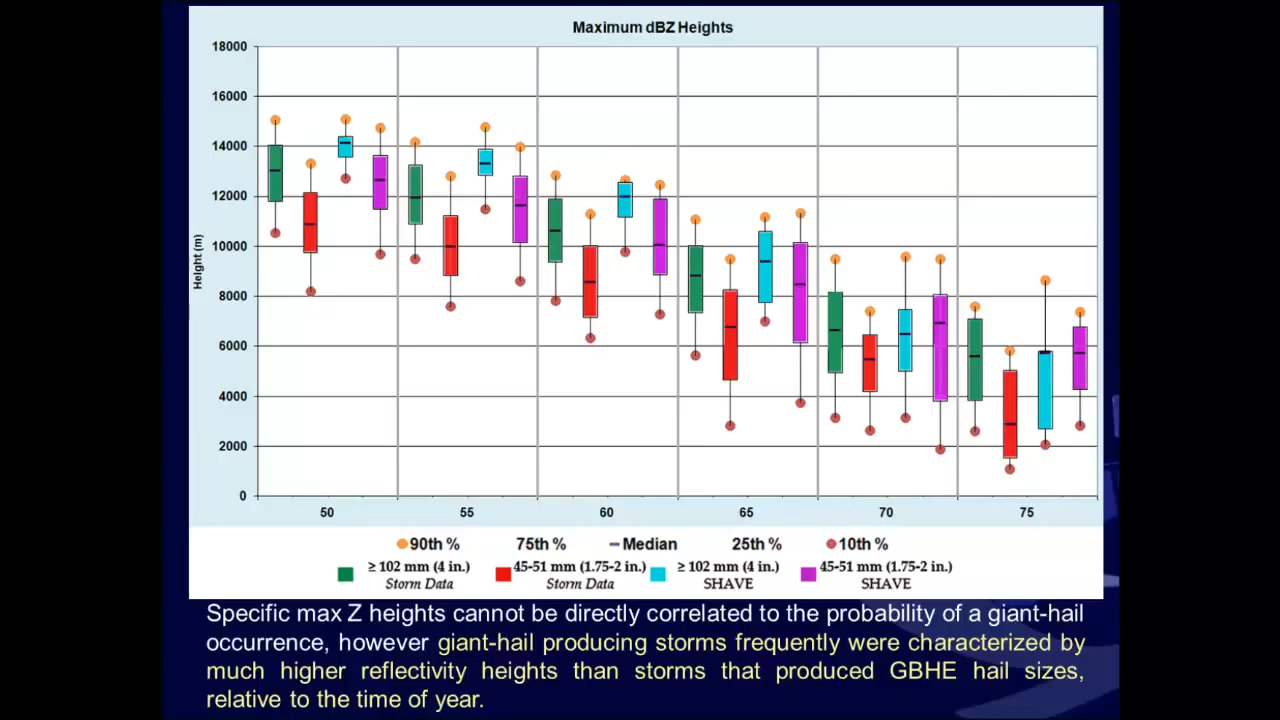 Maximum dBZ Heights
18000
16000
14000
12000
10000
8000
6000
4000
2000
0
Height (m)
50 55 60 65 70 75
90th % 75th % Median 25th % 10th %
≥ 102 mm (4 in.) 45-51 mm (1.75-2 in.) ≥ 102 mm (4 in.) 45-51 mm (1.75-2 in.)
Storm Data Storm Data SHAVE SHAVE
Specific max Z heights cannot be directly correlated to the probability of a giant-hail
occurrence, however giant-hail producing storms frequently were characterized by
much higher reflectivity heights than storms that produced GBHE hail sizes,
relative to the time of year.